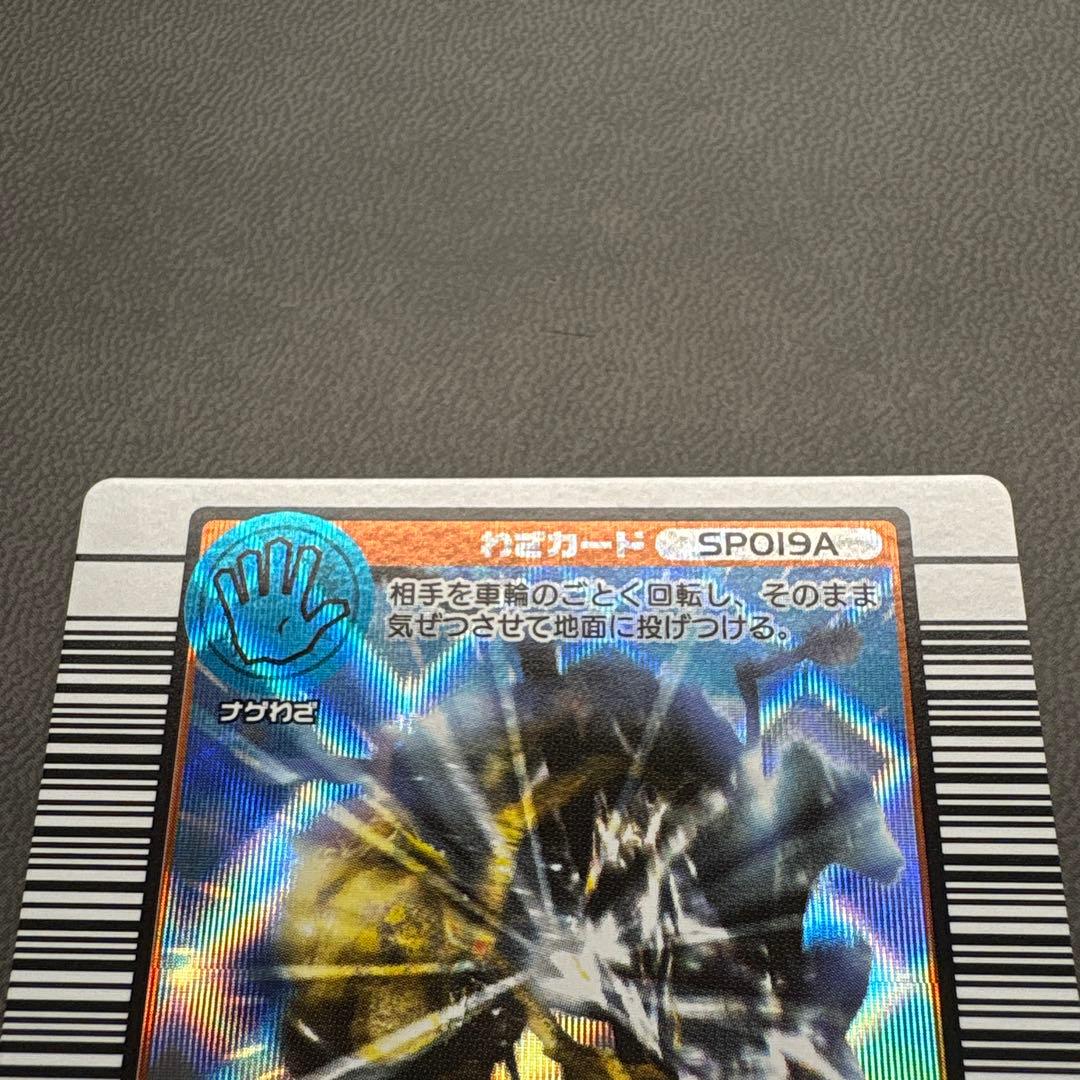 わざカード SP019A
相手を車輪のごとく回転し、そのまま
気ぜつさせて地面に投げつける。
ナゲわざ